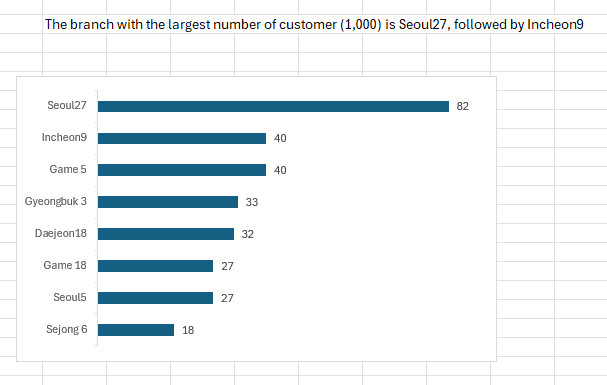 The branch with the largest number of customer (1,000) is Seoul27, followed by Incheon9
Seoul27 82
Incheon9 40
Game 5 40
Gyeongbuk 3 33
Daejeon18 32
Game 18 27
Seoul5 27
Sejong 6 18